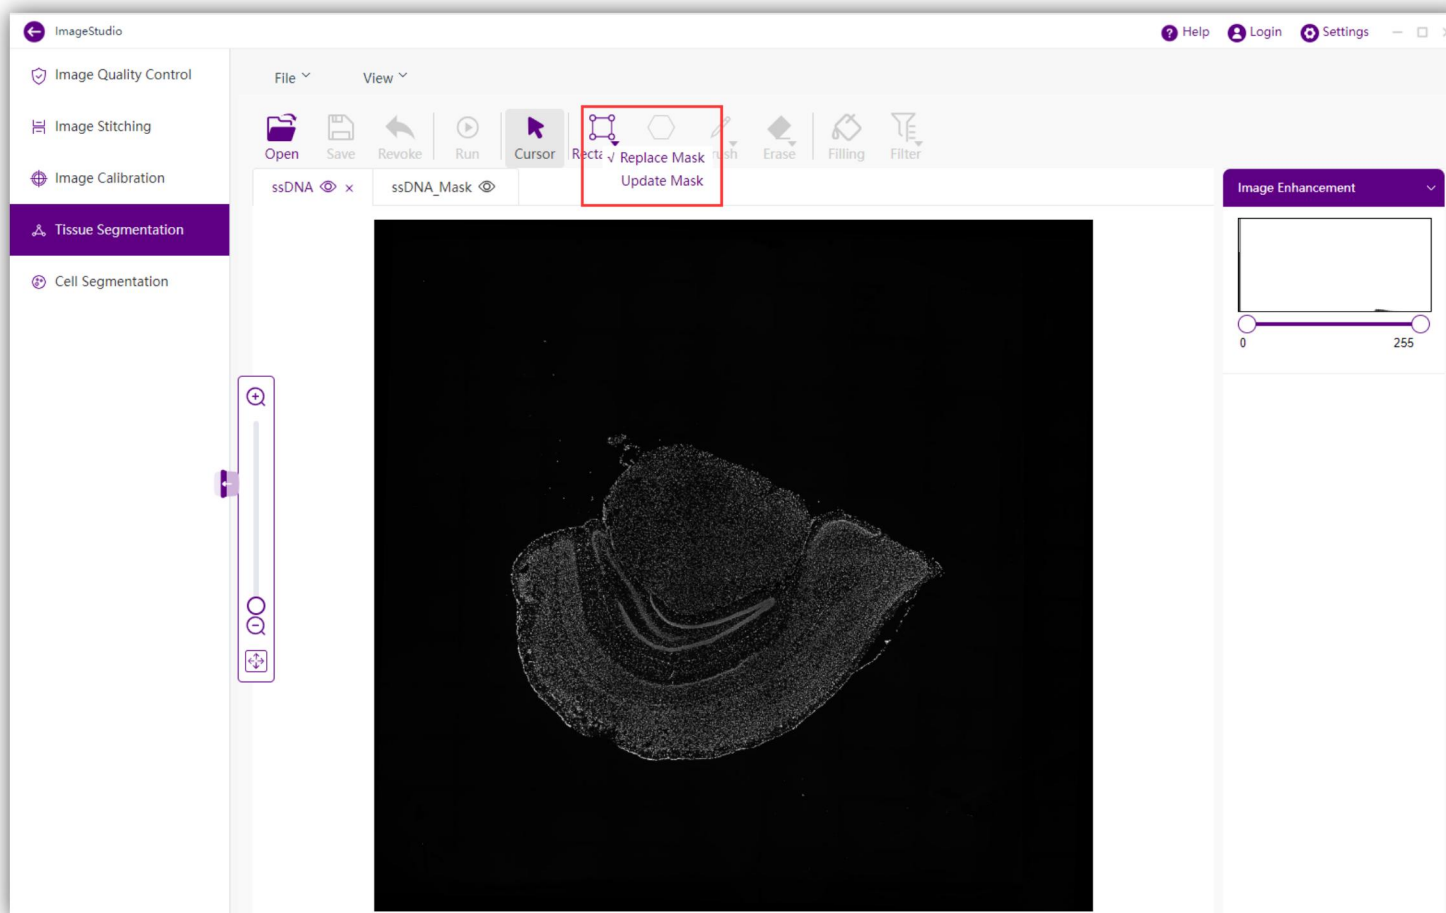 ImageStudio
Help Login Settings
Image Quality Control
Image Stitching
Image Calibration
Tissue Segmentation
Cell Segmentation
File View
Open Save Revoke Run Cursor Erase Filling Filter
√ Replace Mask
Update Mask
ssDNA x ssDNA_Mask
Image Enhancement
0 255